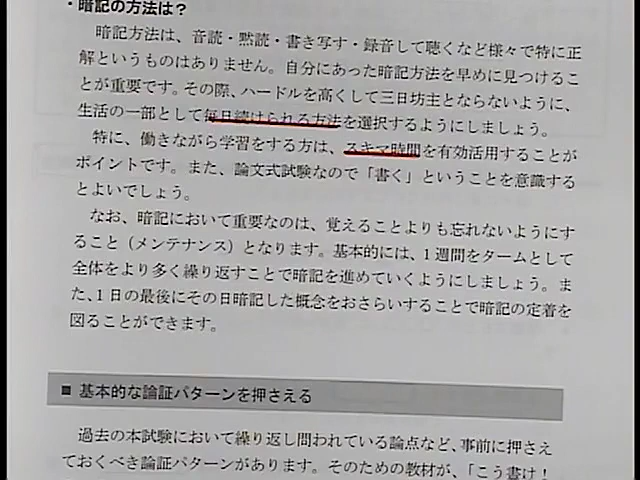 ・暗記の方法は？
暗記方法は、音読・黙読・書き写す・録音して聴くなど様々で特に正
解というものはありません。自分にあった暗記方法を早めに見つけるこ
とが重要です。その際、ハードルを高くして三日坊主とならないように、
生活の一部として毎日続けられる方法を選択するようにしましょう。
特に、働きながら学習をする方は、スキマ時間を有効活用することが
ポイントです。また、論文式試験なので「書く」ということを意識する
とよいでしょう。
なお、暗記において重要なのは、覚えることよりも忘れないようにす
ること（メンテナンス）となります。基本的には、１週間をタームとして
全体をより多く繰り返すことで暗記を進めていくようにしましょう。ま
た、１日の最後にその日暗記した概念をおさらいすることで暗記の定着を
図ることができます。
■ 基本的な論証パターンを押さえる
過去の本試験において繰り返し問われている論点など、事前に押さえ
ておくべき論証パターンがあります。そのための教材が、「こう書け！